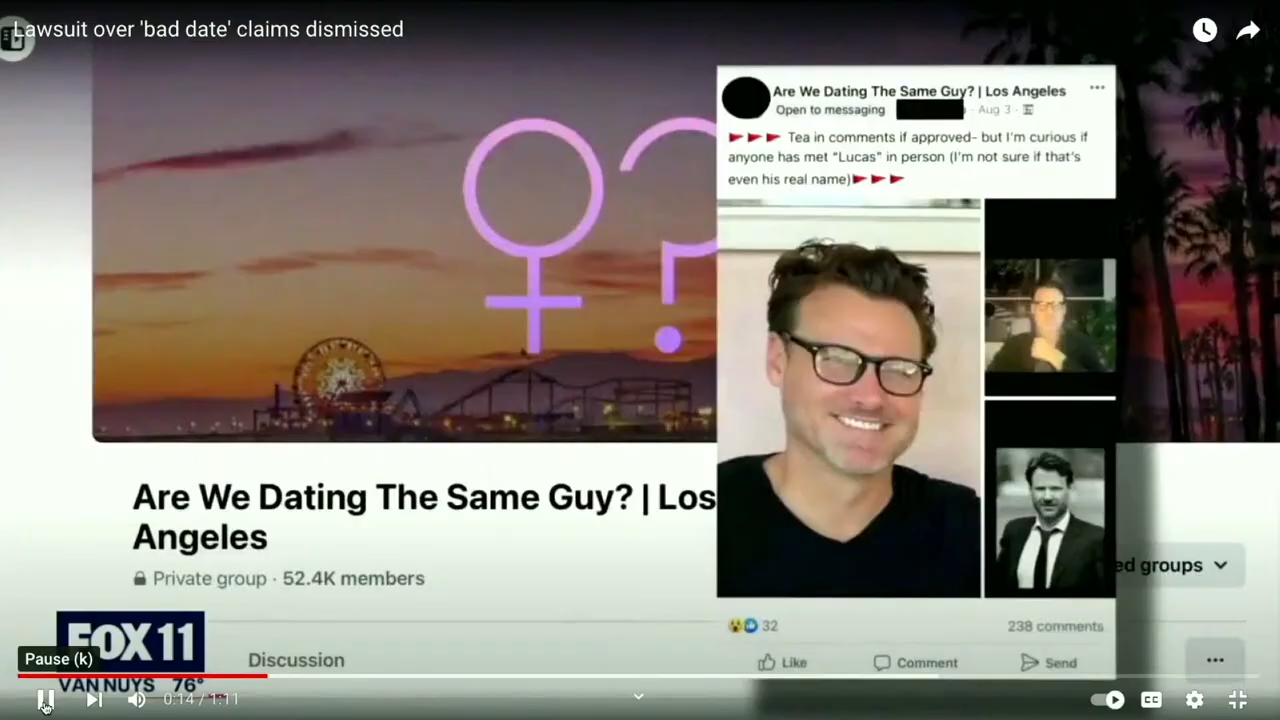 Lawsuit over 'bad date' claims dismissed
Are We Dating The Same Guy? | Los Angeles
Open to messaging
Aug 3 ·
Tea in comments if approved- but I'm curious if
anyone has met "Lucas" in person (I'm not sure if that's
even his real name)
Are We Dating The Same Guy? | Los
Angeles
Private group · 52.4K members
ed groups
32
238 comments
Like
Comment
Send
Discussion
FOX 11
Pause (k)
VAN NUYS 76°
0:14 / 1:11
CC